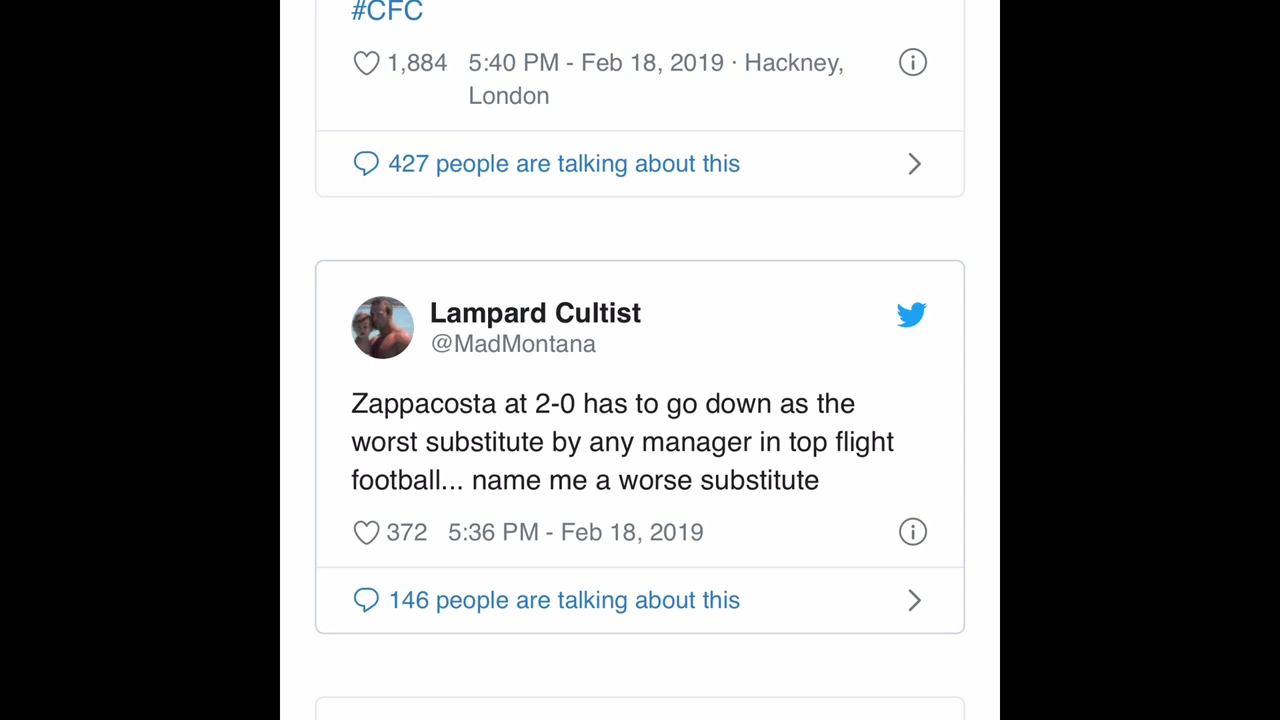 #CFC
1,884 5:40 PM - Feb 18, 2019 · Hackney,
London
427 people are talking about this
Lampard Cultist
@MadMontana
Zappacosta at 2-0 has to go down as the
worst substitute by any manager in top flight
football... name me a worse substitute
372 5:36 PM - Feb 18, 2019
146 people are talking about this